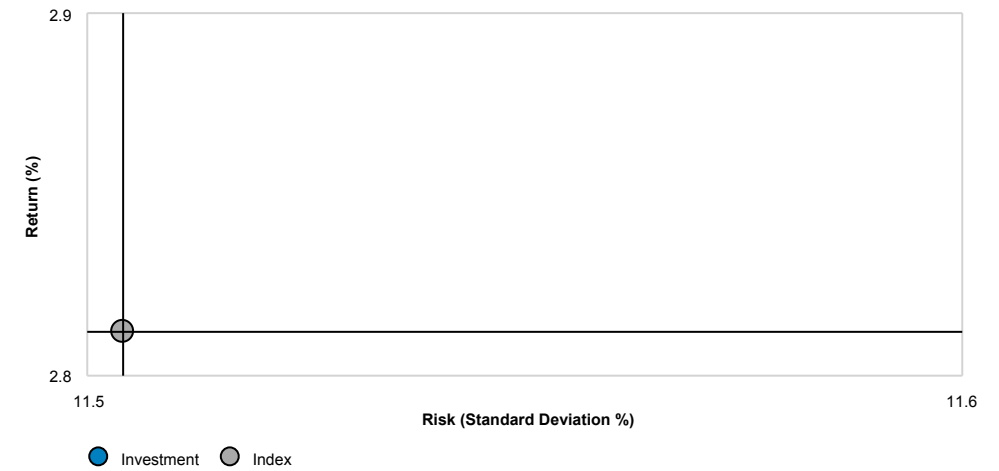 2.9
Return (%)
2.8
11.5
11.6
Risk (Standard Deviation %)
Investment
Index